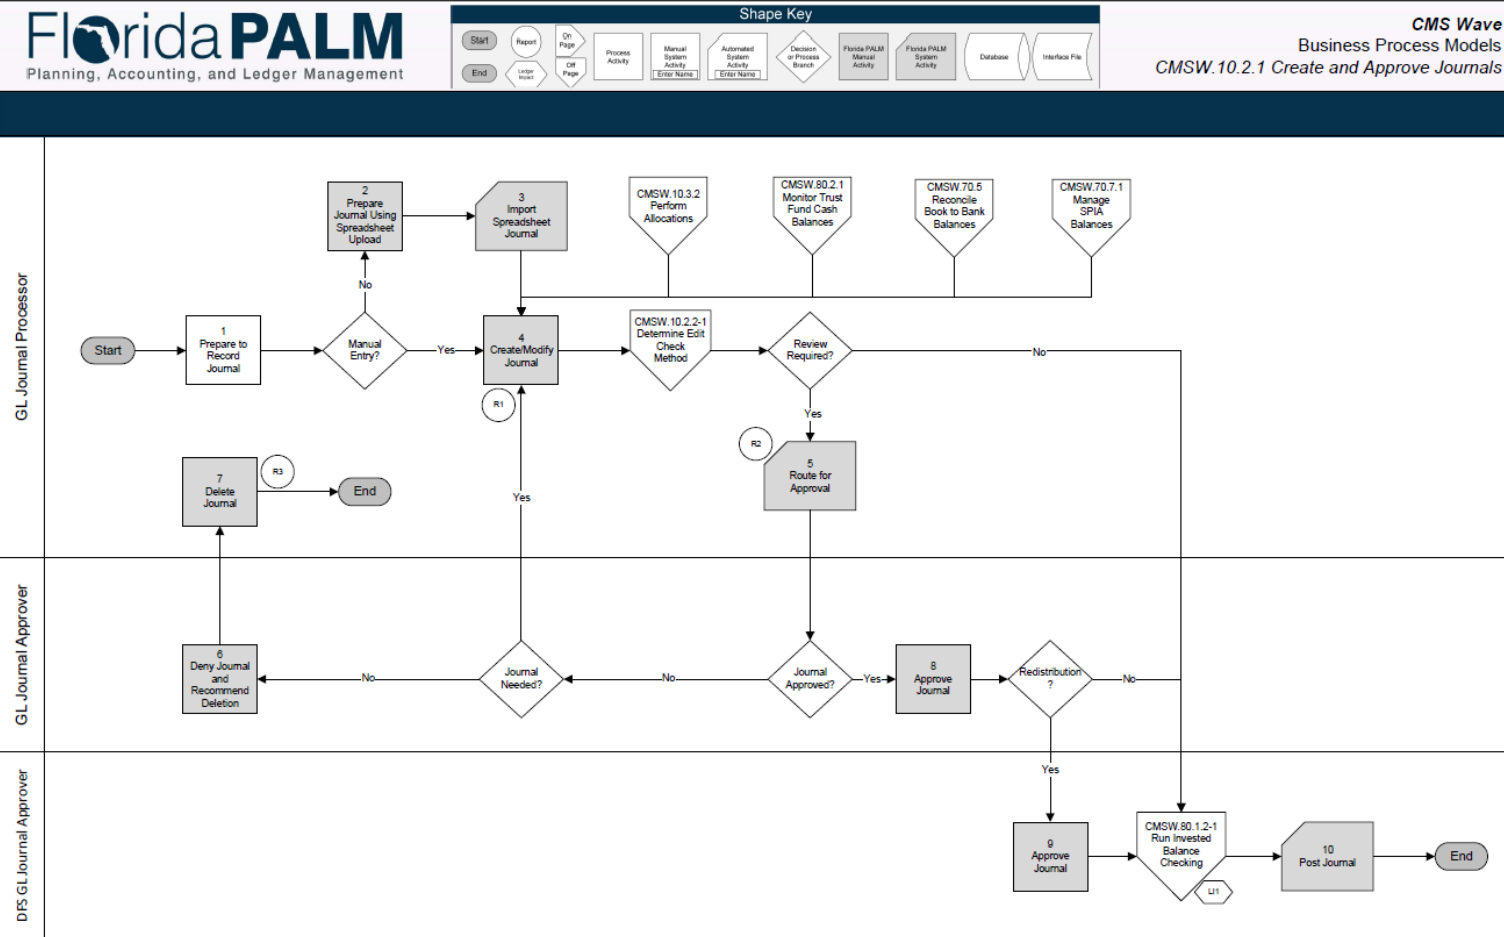 Florida PALM
Planning, Accounting, and Ledger Management
Shape Key
Start
End
Report
Ledger
Impact
On
Page
Off
Page
Process
Activity
Manual
System
Activity
Enter Name
Automated
System
Activity
Enter Name
Decision
or Process
Branch
Florida PALM
Manual
Activity
Florida PALM
System
Activity
Database
Interface File
CMS Wave
Business Process Models
CMSW.10.2.1 Create and Approve Journals
GL Journal Processor
Start
1
Prepare to
Record
Journal
Manual
Entry?
No
Yes
2
Prepare
Journal Using
Spreadsheet
Upload
3
Import
Spreadsheet
Journal
CMSW.10.3.2
Perform
Allocations
CMSW.80.2.1
Monitor Trust
Fund Cash
Balances
CMSW.70.5
Reconcile
Book to Bank
Balances
CMSW.70.7.1
Manage
SPIA
Balances
4
Create/Modify
Journal
R1
CMSW.10.2.2-1
Determine Edit
Check
Method
Review
Required?
No
Yes
R2
5
Route for
Approval
7
Delete
Journal
R3
End
Yes
GL Journal Approver
6
Deny Journal
and
Recommend
Deletion
No
Journal
Needed?
No
Journal
Approved?
Yes
8
Approve
Journal
Redistribution
?
No
Yes
DFS GL Journal Approver
9
Approve
Journal
CMSW.80.1.2-1
Run Invested
Balance
Checking
LI1
10
Post Journal
End